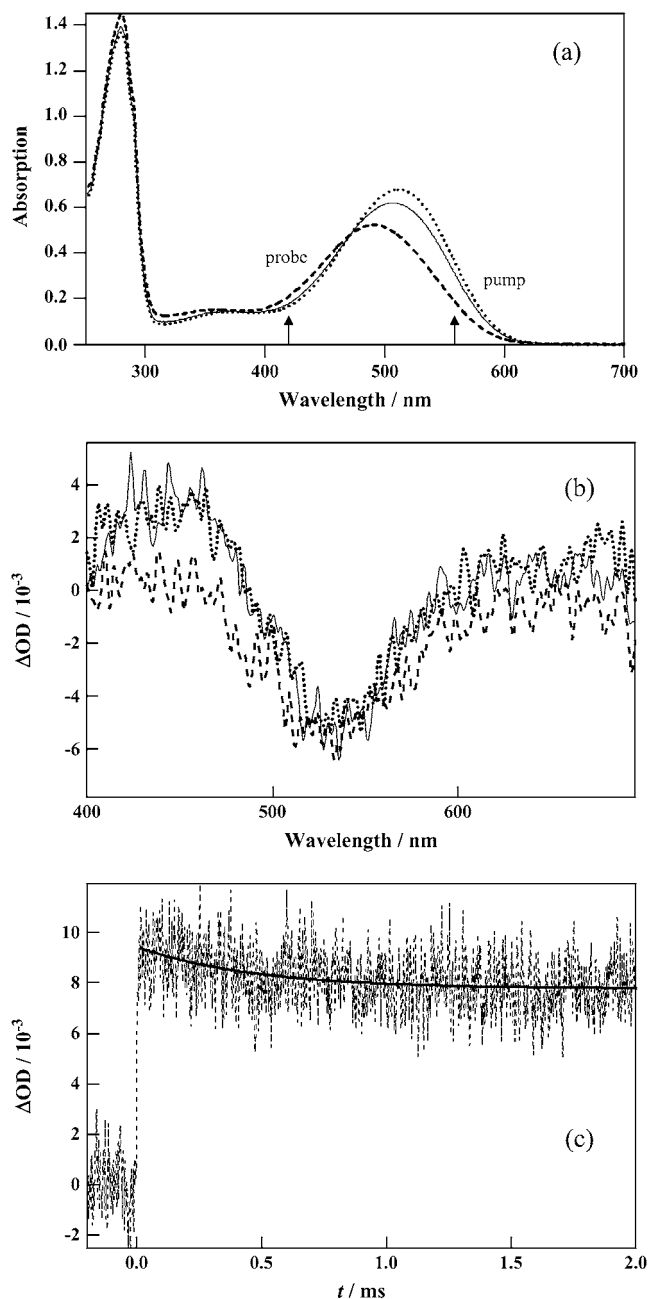 1.4
(a)
1.2
1.0
Absorption
0.8
0.6
probe
pump
0.4
0.2
0.0
300 400 500 600 700
Wavelength / nm
4
(b)
2
0
ΔOD / 10⁻³
-2
-4
-6
400 500 600
Wavelength / nm
10
8
6
ΔOD / 10⁻³
4
2
(c)
0
-2
0.0 0.5 1.0 1.5 2.0
t / ms